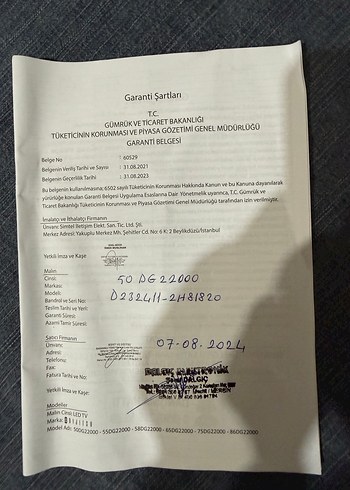 Garanti Şartları
T.C.
GÜMRÜK VE TİCARET BAKANLIĞI
TÜKETİCİNİN KORUNMASI VE PİYASA GÖZETİMİ GENEL MÜDÜRLÜĞÜ
GARANTİ BELGESİ
Belge No : 60529
Belgenin Veriliş Tarihi ve Sayısı : 31.08.2021
Belgenin Geçerlilik Tarihi : 31.08.2023
Bu belgenin kullanılmasına; 6502 sayılı Tüketicinin Korunması Hakkında Kanun ve bu Kanuna dayanılarak
yürürlüğe konulan Garanti Belgesi Uygulama Esaslarına Dair Yönetmelik uyarınca, T.C. Gümrük ve
Ticaret Bakanlığı Tüketicinin Korunması ve Piyasa Gözetimi Genel Müdürlüğü tarafından izin verilmiştir.
İmalatçı ve İthalatçı Firmanın
Unvanı: Simtel İletişim Elekt. San. Tic. Ltd. Şti.
Merkez Adresi: Yakuplu Merkez Mh. Şehitler Cd. No: 4 K: 2 Beylikdüzü/İstanbul
Yetkili İmza ve Kaşe:
Malın:
Cinsi: 50 DG22000
Markası:
Modeli: D232411-2H81820
Bandrol ve Seri No:
Teslim Tarihi ve Yeri:
Garanti Süresi:
Azami Tamir Süresi:
Satıcı Firmanın
Ünvanı: 07-08.2024
Adresi:
Telefonu:
Fax:
Fatura Tarihi ve No:
Yetkili İmza ve Kaşe:
Modeller
Malın Cinsi: LED TV
Marka:
Model Adı: 50DG22000 - 55DG22000 - 58DG22000 - 65DG22000 - 75DG22000 - 86DG22000